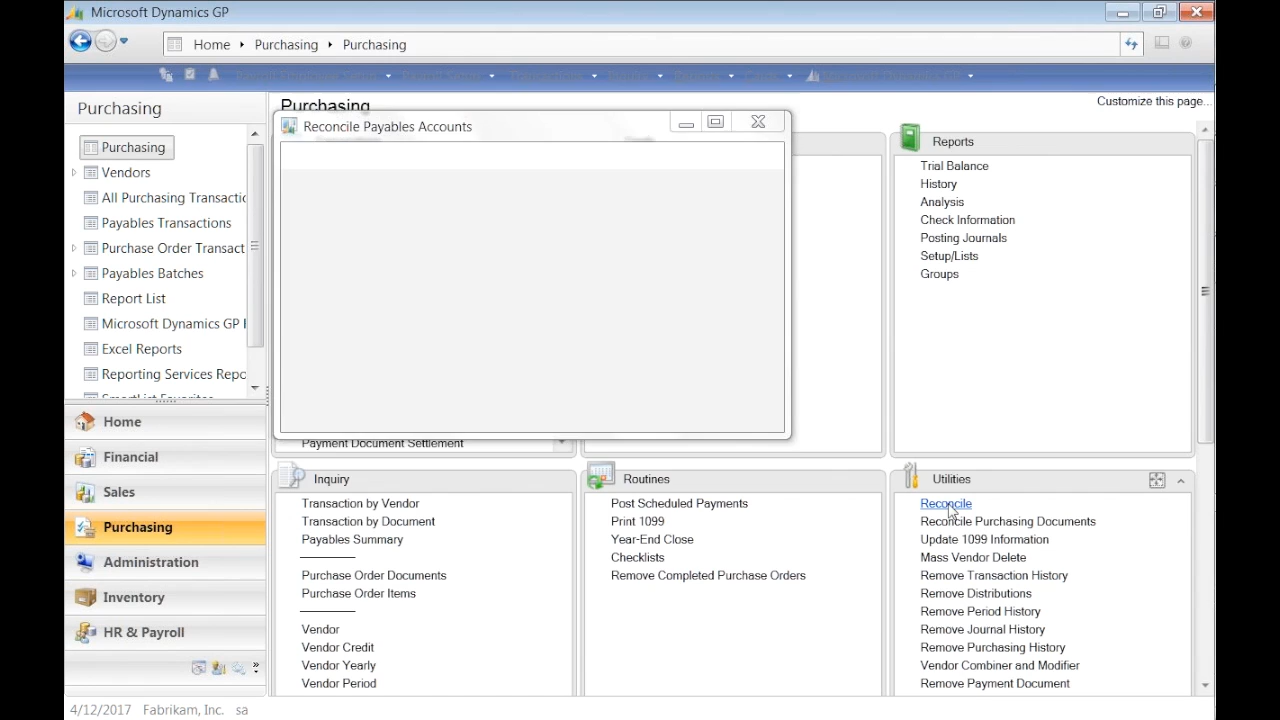 Microsoft Dynamics GP
Home Purchasing Purchasing
Purchasing
Purchasing
Vendors
All Purchasing Transactic
Payables Transactions
Purchase Order Transact
Payables Batches
Report List
Microsoft Dynamics GP
Excel Reports
Reporting Services Repo
SmartList Favorites
Home
Financial
Sales
Purchasing
Administration
Inventory
HR & Payroll
Purchasing
Customize this page...
Reconcile Payables Accounts
Payment Document Settlement
Reports
Trial Balance
History
Analysis
Check Information
Posting Journals
Setup/Lists
Groups
Inquiry
Transaction by Vendor
Transaction by Document
Payables Summary
Purchase Order Documents
Purchase Order Items
Vendor
Vendor Credit
Vendor Yearly
Vendor Period
Routines
Post Scheduled Payments
Print 1099
Year-End Close
Checklists
Remove Completed Purchase Orders
Utilities
Reconcile
Reconcile Purchasing Documents
Update 1099 Information
Mass Vendor Delete
Remove Transaction History
Remove Distributions
Remove Period History
Remove Journal History
Remove Purchasing History
Vendor Combiner and Modifier
Remove Payment Document
4/12/2017 Fabrikam, Inc. sa